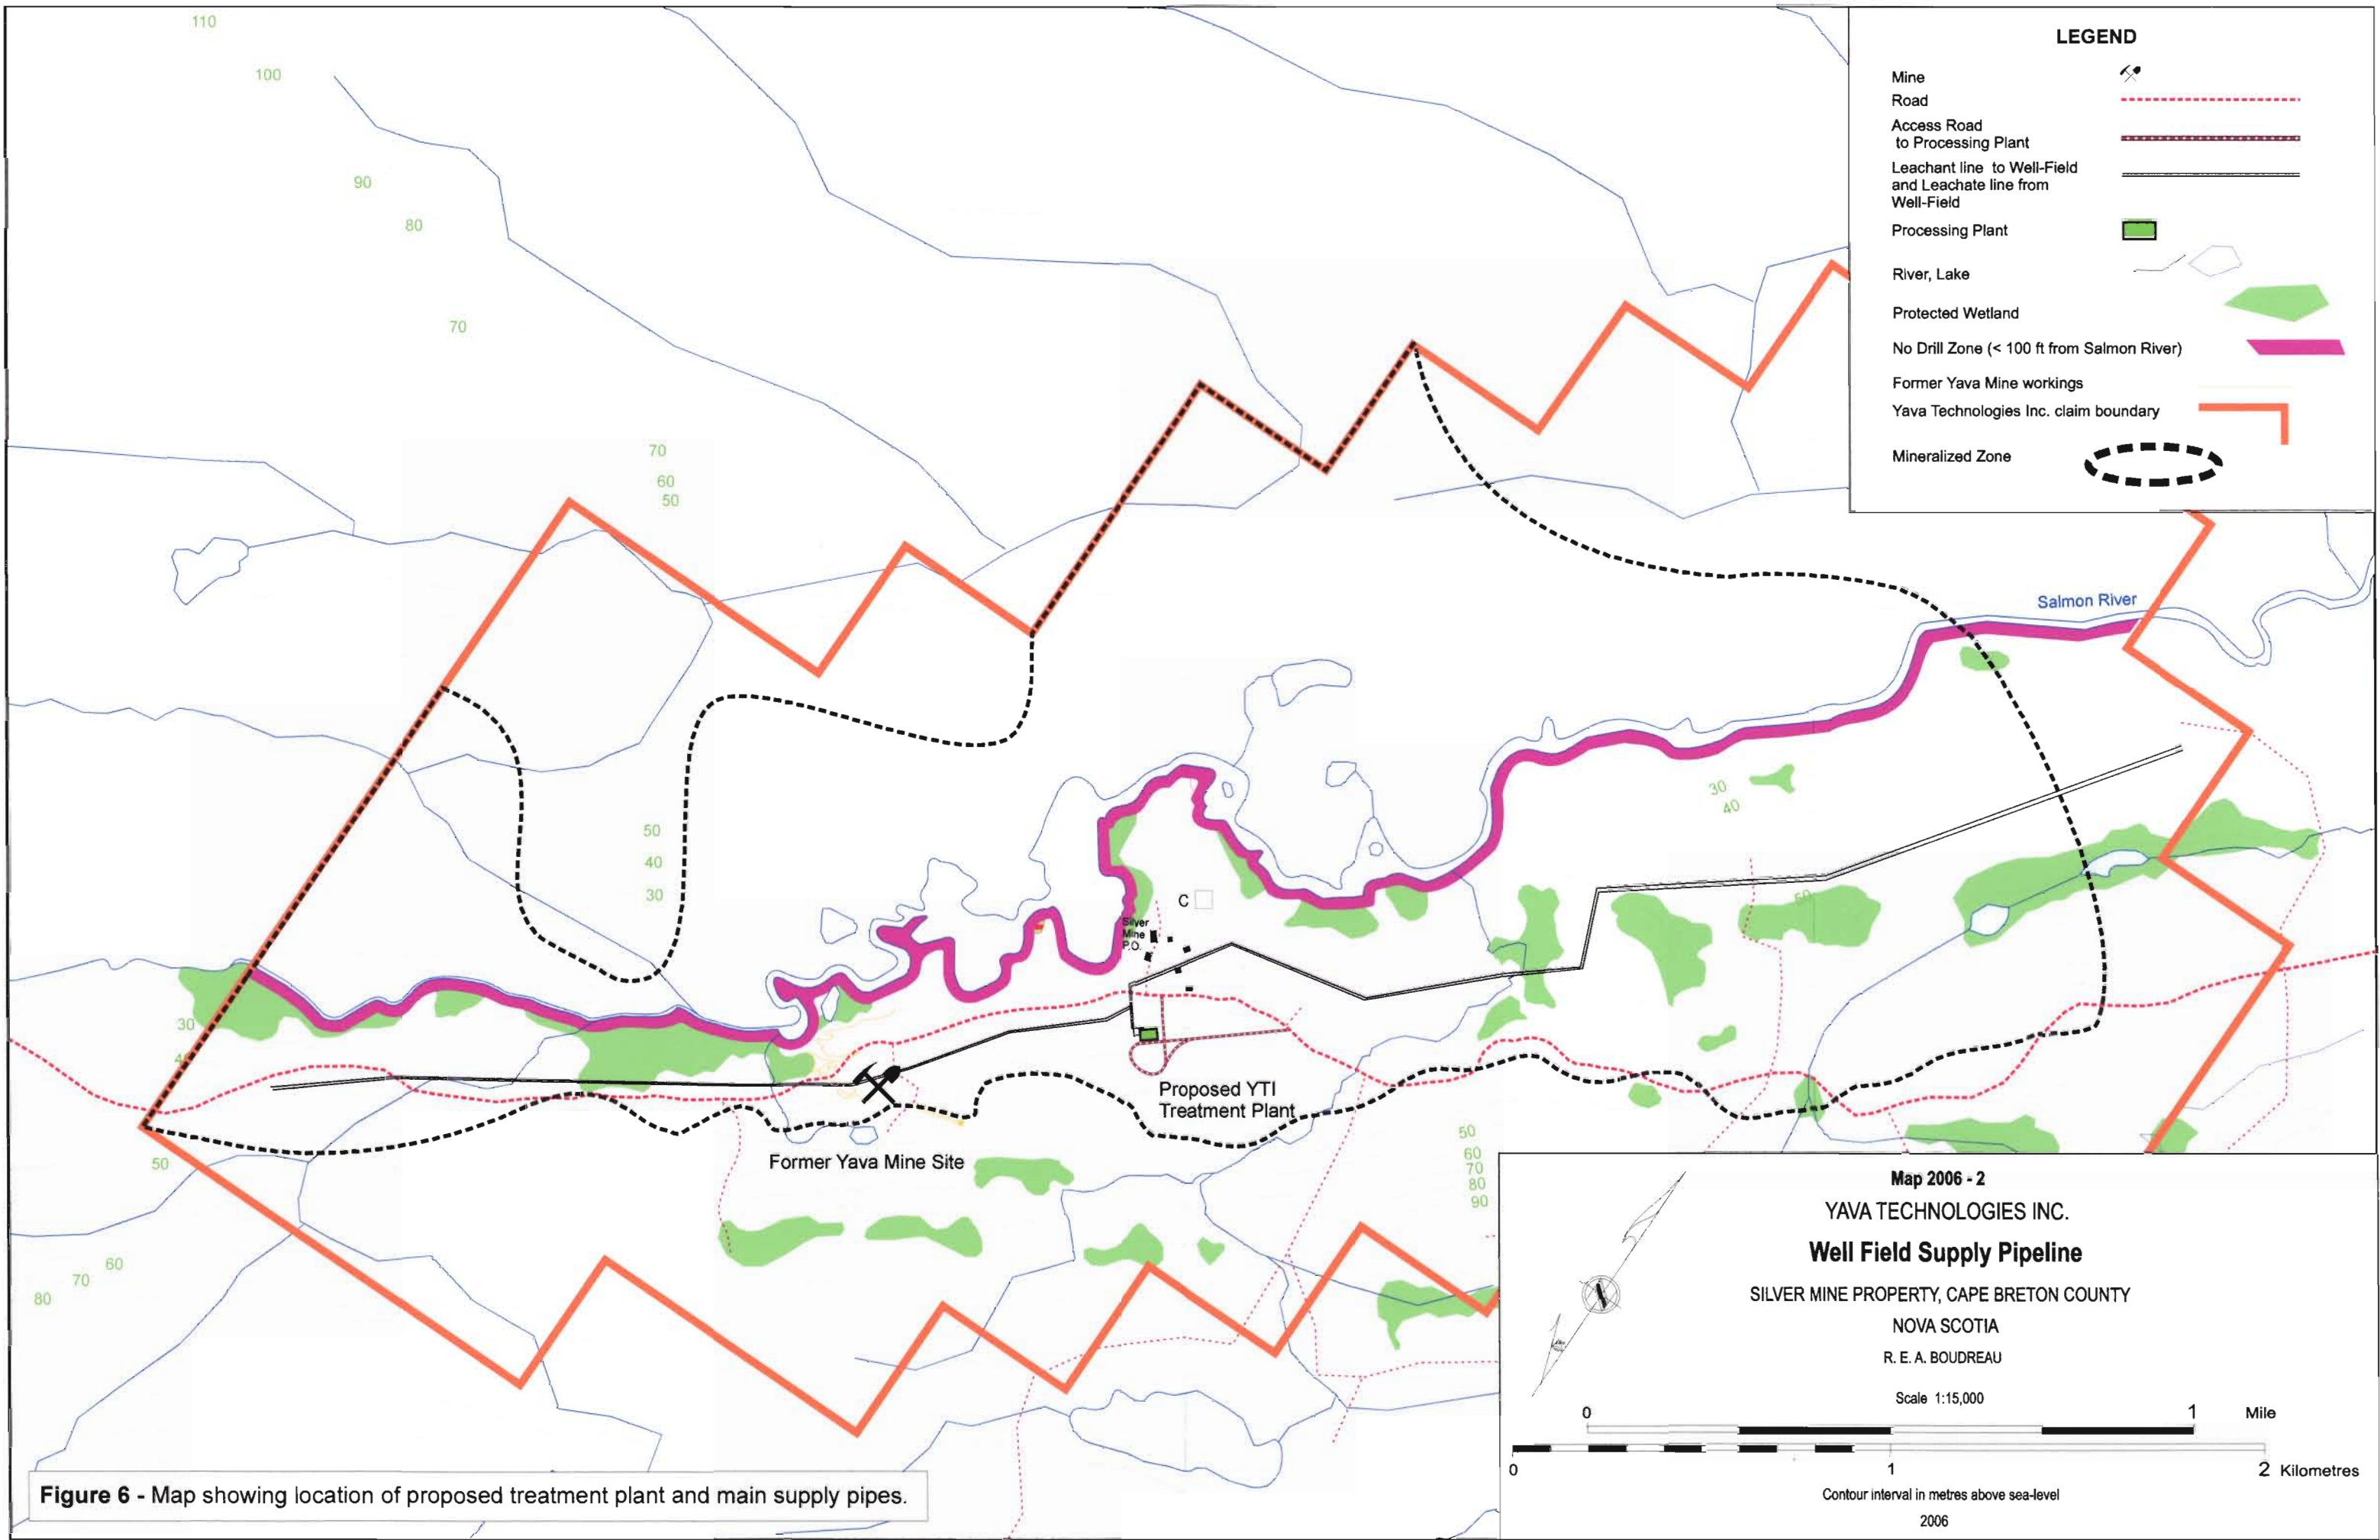 110
100
90
80
70
70
60
50
50
40
30
30
40
50
60
70
80
LEGEND
Mine
Road
Access Road
to Processing Plant
Leachant line to Well-Field
and Leachate line from
Well-Field
Processing Plant
River, Lake
Protected Wetland
No Drill Zone (< 100 ft from Salmon River)
Former Yava Mine workings
Yava Technologies Inc. claim boundary
Mineralized Zone
Salmon River
30
40
50
C
Silver
Mine
P.O.
Proposed YTI
Treatment Plant
Former Yava Mine Site
50
60
70
80
90
Map 2006 - 2
YAVA TECHNOLOGIES INC.
Well Field Supply Pipeline
SILVER MINE PROPERTY, CAPE BRETON COUNTY
NOVA SCOTIA
R. E. A. BOUDREAU
Scale 1:15,000
0 1 Mile
0 1 2 Kilometres
Contour interval in metres above sea-level
2006
Figure 6 - Map showing location of proposed treatment plant and main supply pipes.